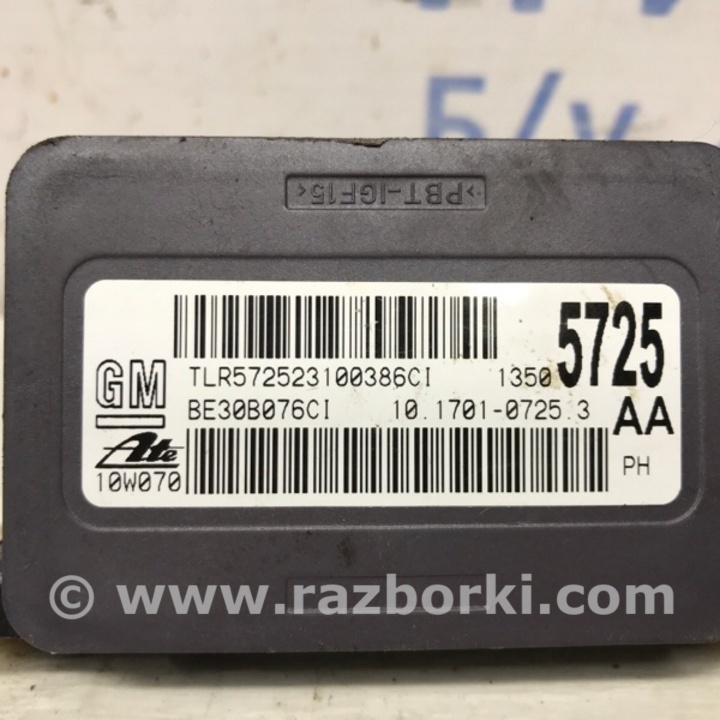 Б/у
>PBT-IGF15<
GM
TLR572523100386CI 1350 5725
BE30B076CI 10.1701-0725.3 AA
Ate
10W070 PH
© www.razborki.com